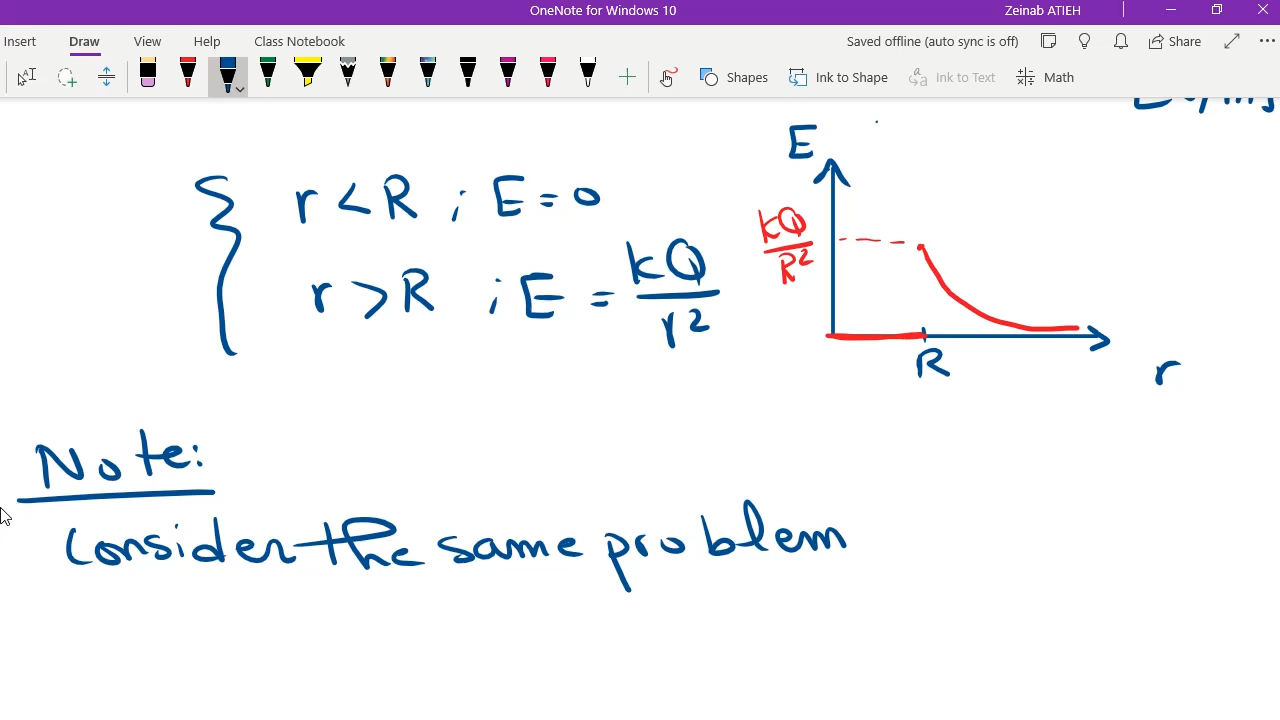 OneNote for Windows 10
Zeinab ATIEH
Insert Draw View Help Class Notebook
Saved offline (auto sync is off)
Share
Shapes
Ink to Shape
Ink to Text
Math
E
r < R ; E = 0
r > R ; E = kQ/r²
kQ/R²
R
r
Note:
Consider the same problem